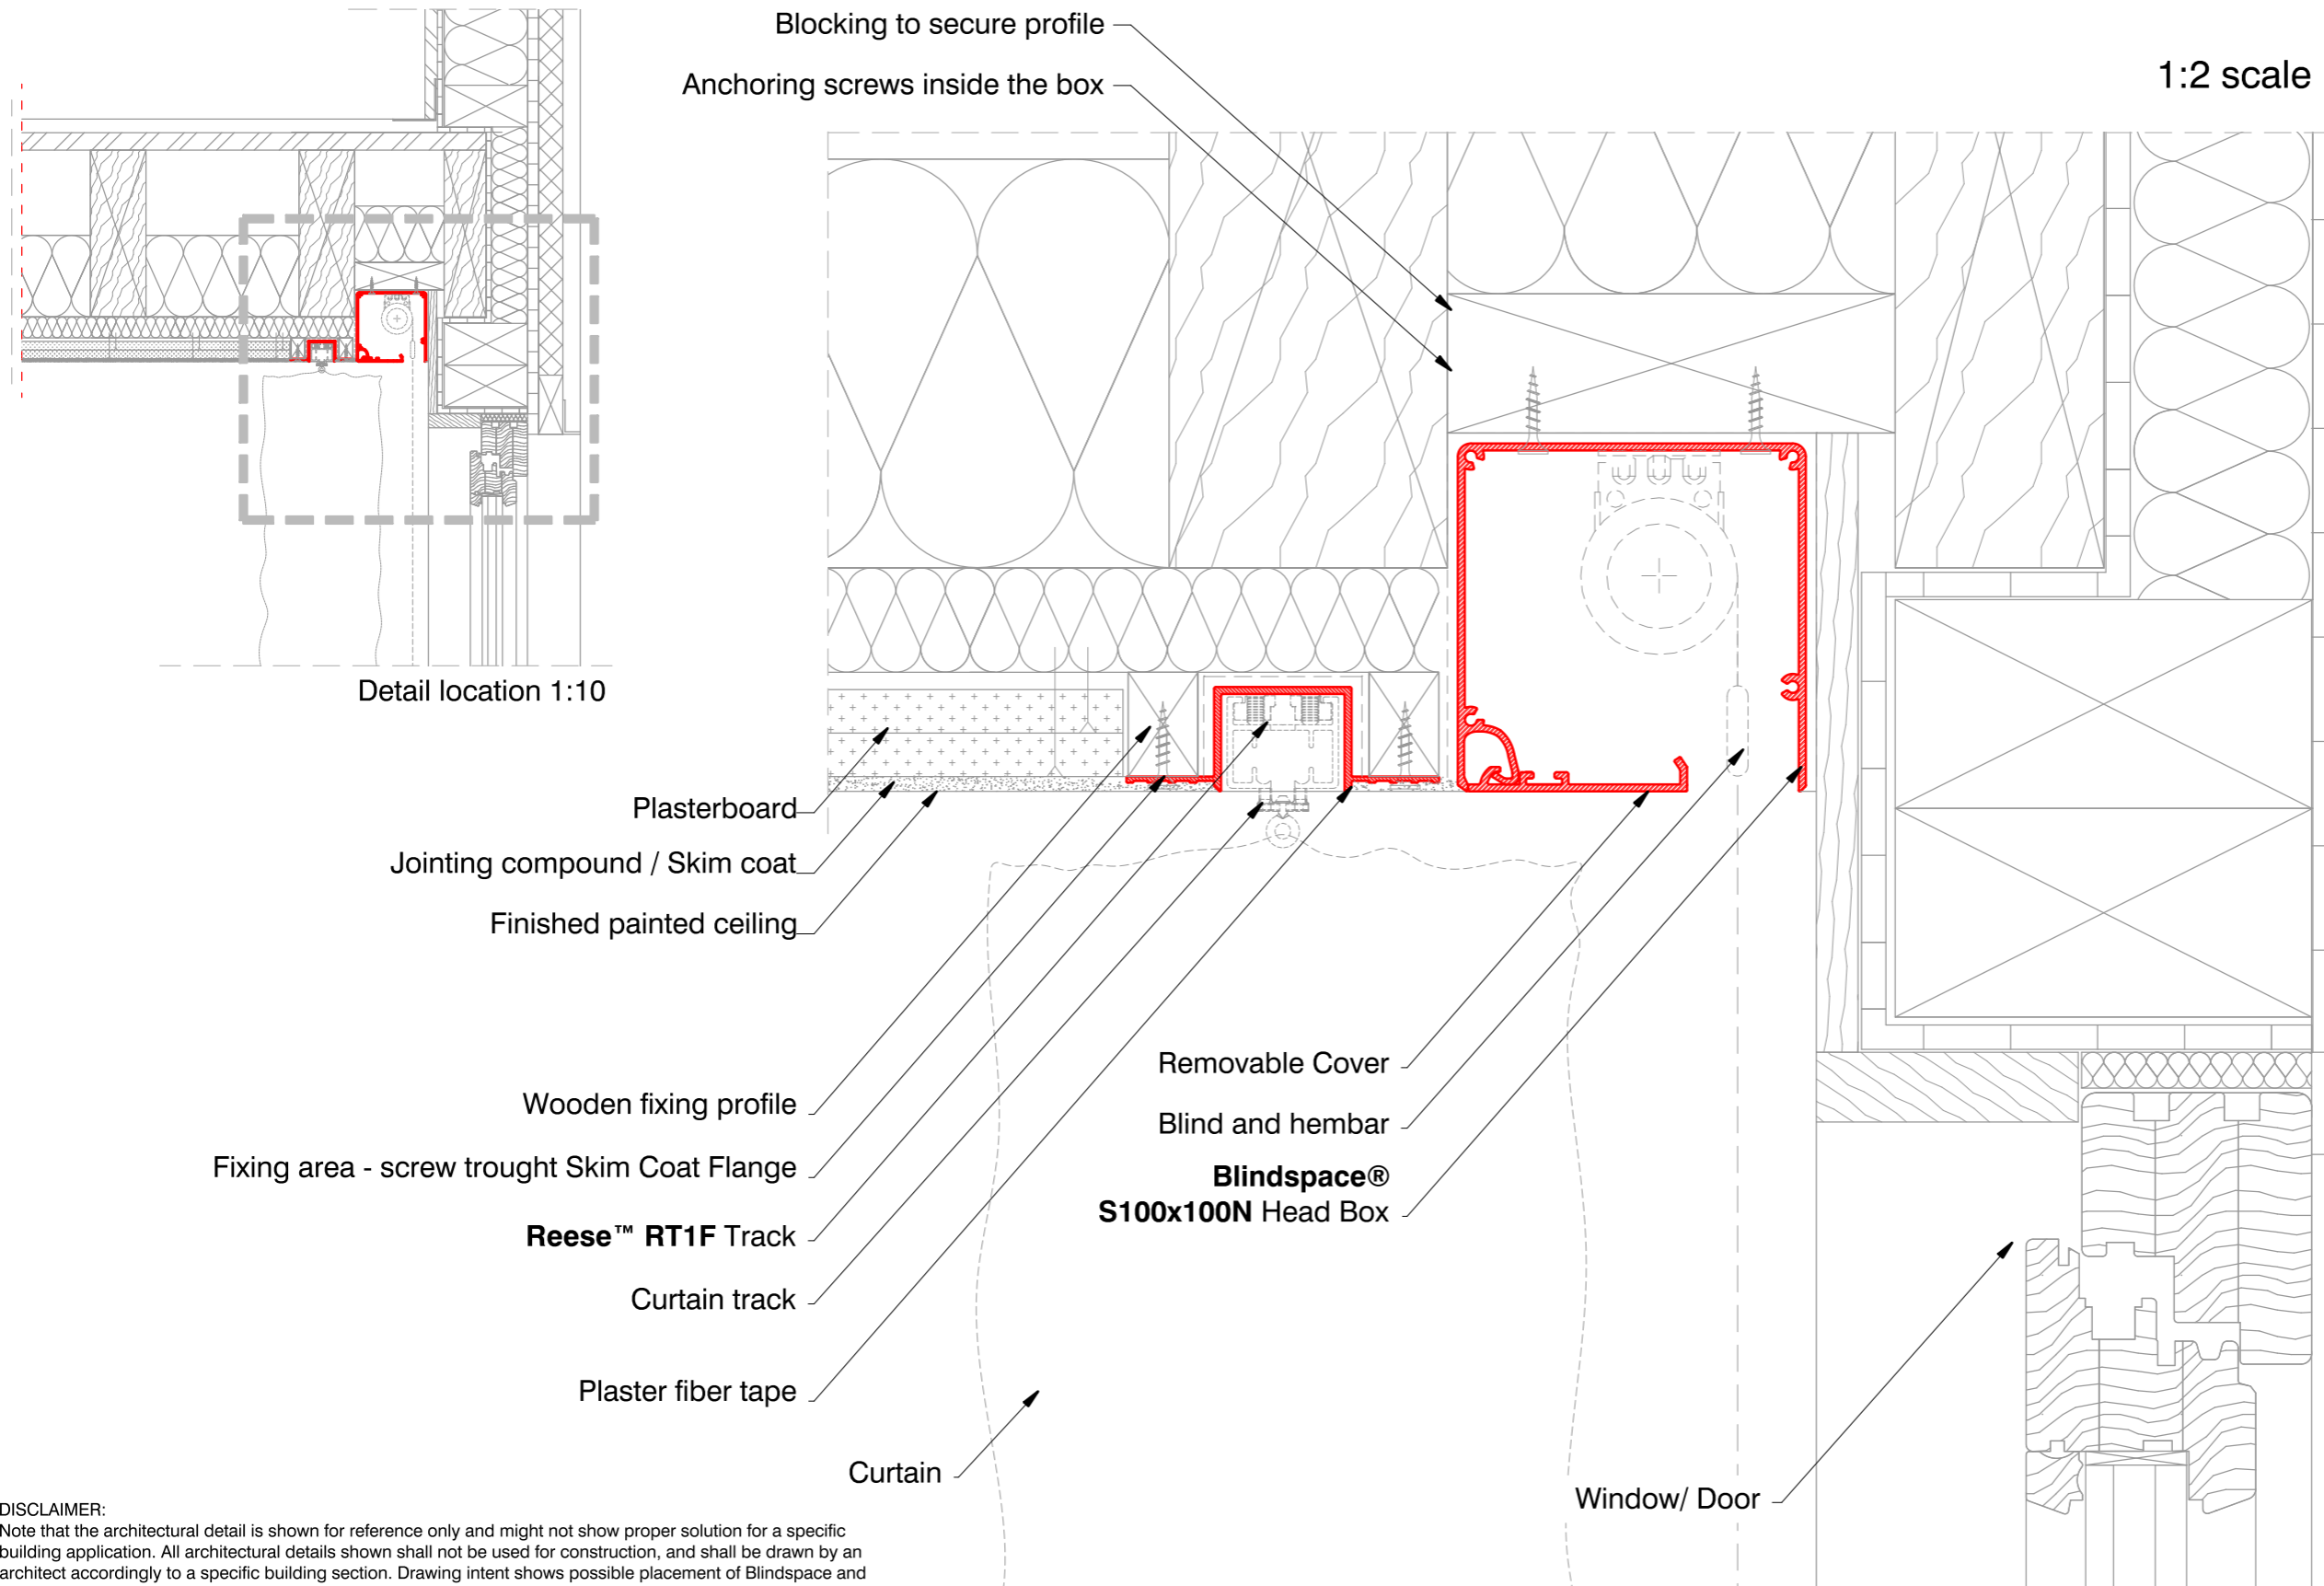 Blocking to secure profile
Anchoring screws inside the box
1:2 scale
Detail location 1:10
Plasterboard
Jointing compound / Skim coat
Finished painted ceiling
Wooden fixing profile
Fixing area - screw trought Skim Coat Flange
Reese™ RT1F Track
Curtain track
Plaster fiber tape
Curtain
Removable Cover
Blind and hembar
Blindspace®
S100x100N Head Box
Window/ Door
DISCLAIMER:
Note that the architectural detail is shown for reference only and might not show proper solution for a specific
building application. All architectural details shown shall not be used for construction, and shall be drawn by an
architect accordingly to a specific building section. Drawing intent shows possible placement of Blindspace and